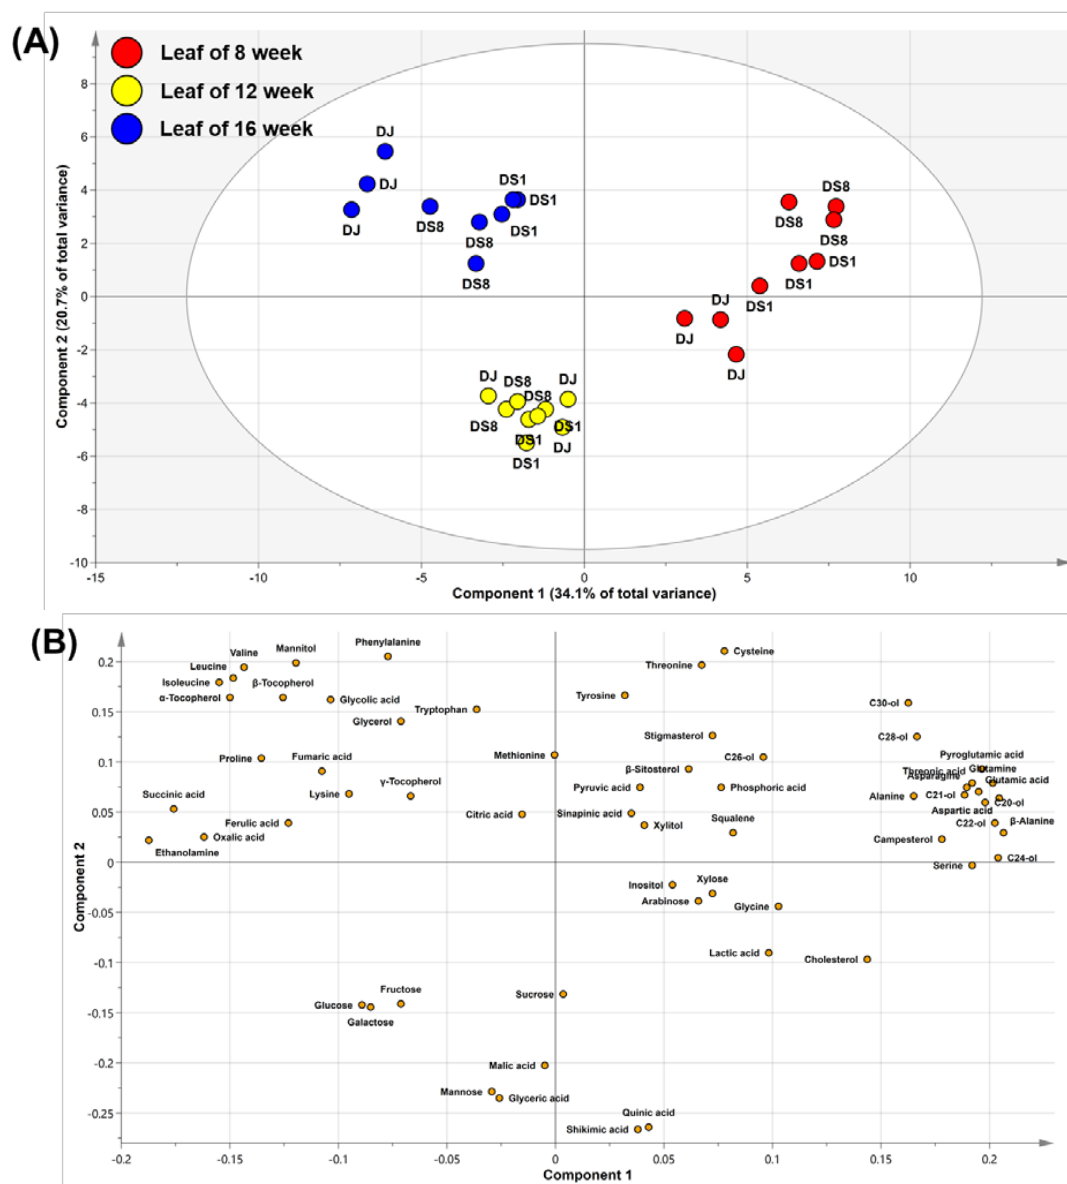 (A)
Leaf of 8 week
Leaf of 12 week
Leaf of 16 week
Component 2 (20.7% of total variance)
8
6
4
2
0
-2
-4
-6
-8
-10
DJ
DJ
DJ
DS8
DS1
DS1
DS1
DS8
DS8
DS8
DS8
DS8
DS1
DS1
DS1
DJ
DJ
DJ
DJ
DS8
DS8
DJ
DS8
DS1
DS1
DJ
DS1
-15
-10
-5
0
5
10
Component 1 (34.1% of total variance)
(B)
Component 2
0.2
0.15
0.1
0.05
0
-0.05
-0.1
-0.15
-0.2
-0.25
Phenylalanine
Valine
Mannitol
Leucine
Isoleucine
β-Tocopherol
α-Tocopherol
Glycolic acid
Glycerol
Tryptophan
Cysteine
Threonine
Tyrosine
C30-ol
Stigmasterol
C28-ol
Proline
Fumaric acid
Methionine
C26-ol
Pyroglutamic acid
β-Sitosterol
Threonic acid
Glutamine
Asparagine
Glutamic acid
Lysine
γ-Tocopherol
Pyruvic acid
Phosphoric acid
Alanine
C21-ol
C20-ol
Succinic acid
Citric acid
Sinapinic acid
Aspartic acid
Ferulic acid
Xylitol
Squalene
C22-ol
β-Alanine
Oxalic acid
Campesterol
Ethanolamine
C24-ol
Serine
Inositol
Xylose
Arabinose
Glycine
Lactic acid
Cholesterol
Fructose
Glucose
Galactose
Sucrose
Malic acid
Mannose
Glyceric acid
Quinic acid
Shikimic acid
-0.2
-0.15
-0.1
-0.05
0
0.05
0.1
0.15
0.2
Component 1